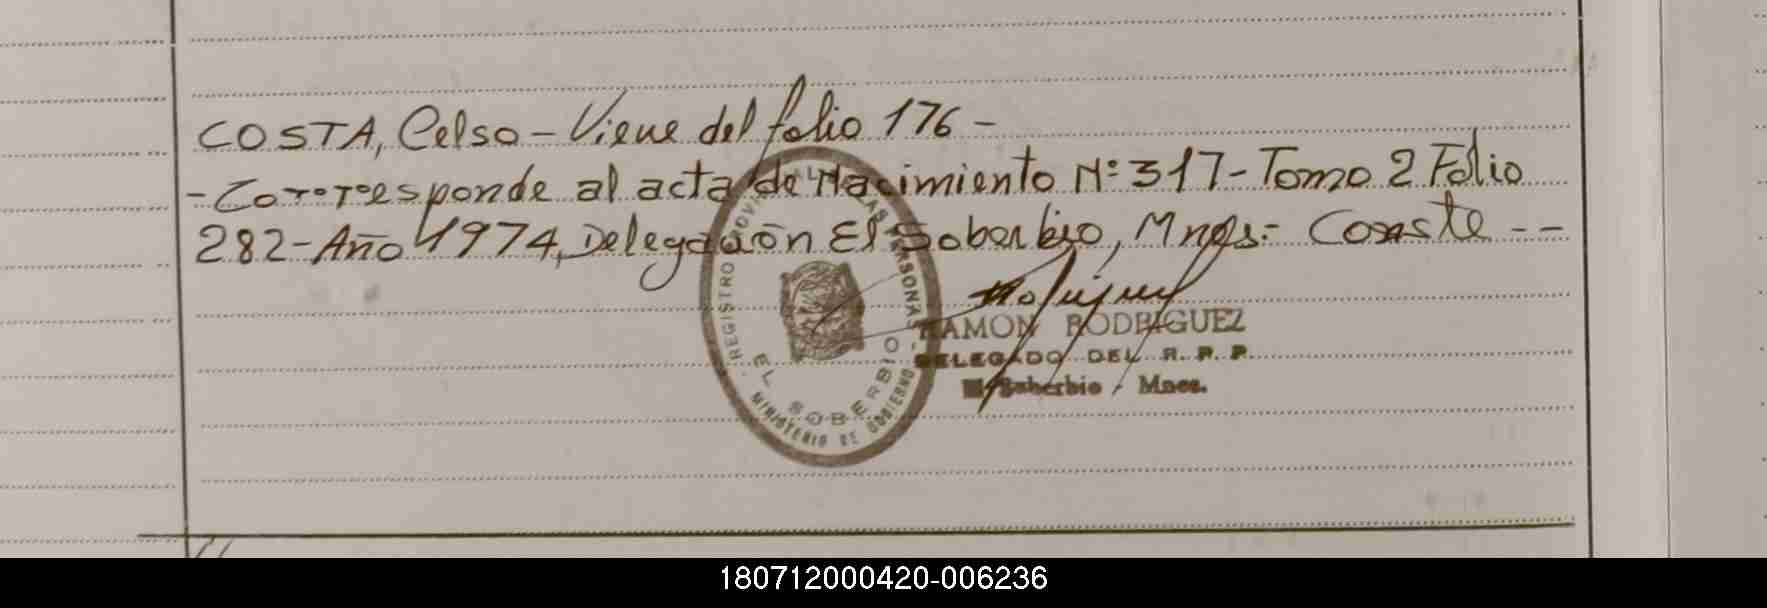 COSTA, Celso - Viene del folio 176 -
- Corresponde al acta de Nacimiento Nº 317 - Tomo 2 Folio
282 - Año 1974, Delegación El Soberbio, Mnes.- Conste --
RAMON RODRIGUEZ
DELEGADO DEL R. P. P.
El Soberbio - Mnes.
REGISTRO PROVINCIAL DE LAS PERSONAS
EL SOBERBIO
MINISTERIO DE GOBIERNO
180712000420-006236